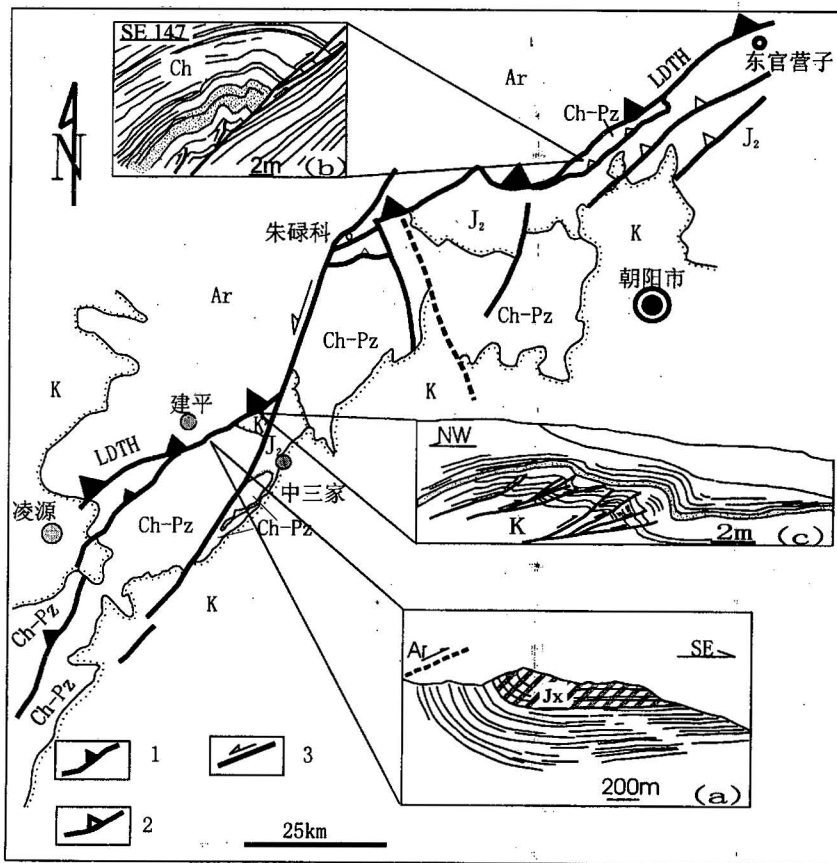 SE 147
Ch
2m
(b)
N
Ar
LDTH
东官营子
Ch-Pz
J₂
J₂
K
朱碌科
朝阳市
Ar
Ch-Pz
Ch-Pz
K
K
建平
K
LDTH
J₂
中三家
凌源
Ch-Pz
Ch-Pz
K
NW
K
2m
(c)
Ch-Pz
Ch-Pz
Ar
SE
Jx
200m
(a)
1
3
2
25km